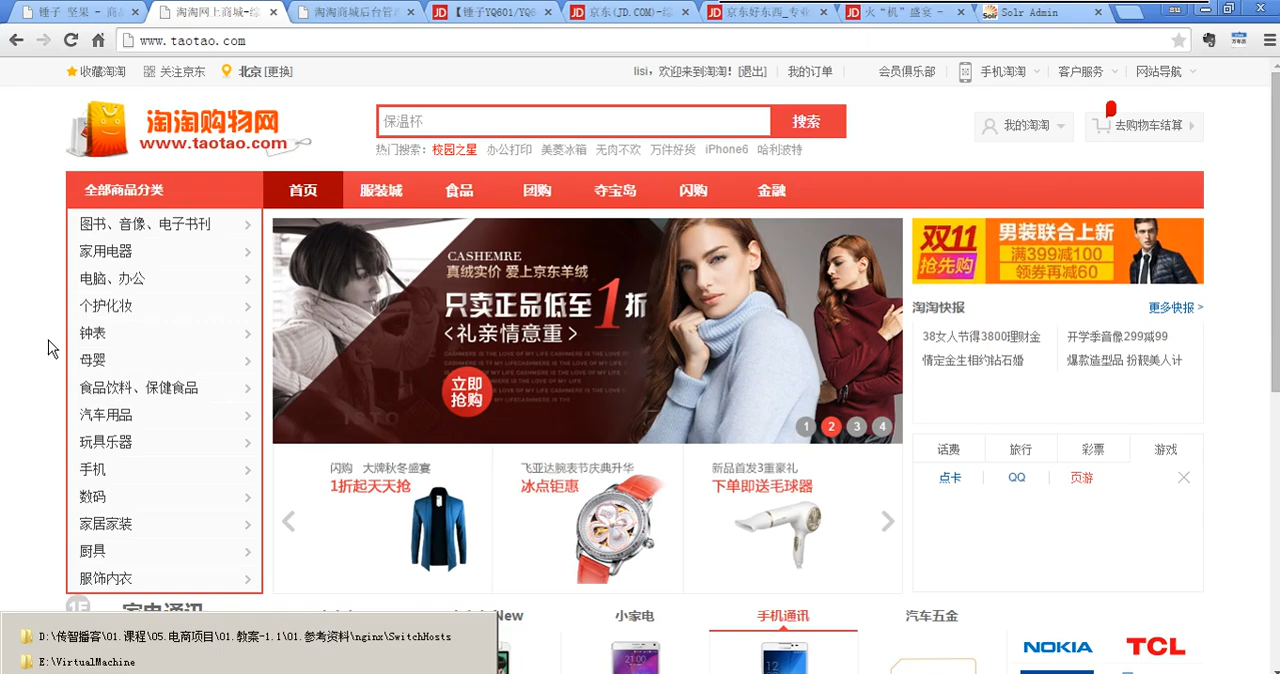 锤子 坚果 - 商品
淘淘网上商城-综
淘淘商城后台管
JD 【锤子YQ601/YQ6
JD 京东(JD.COM)-综
JD 京东好东西_专业
JD 火“机”盛宴 -
Solr Admin
www.taotao.com
收藏淘淘 关注京东 北京 [更换]
lisi，欢迎来到淘淘！[退出] 我的订单 会员俱乐部 手机淘淘 客户服务 网站导航
淘淘购物网
www.taotao.com
保温杯 搜索
我的淘淘 去购物车结算
热门搜索： 校园之星 办公打印 美菱冰箱 无肉不欢 万件好货 iPhone6 哈利波特
全部商品分类 首页 服装城 食品 团购 夺宝岛 闪购 金融
图书、音像、电子书刊
家用电器
电脑、办公
个护化妆
钟表
母婴
食品饮料、保健食品
汽车用品
玩具乐器
手机
数码
家居家装
厨具
服饰内衣
CASHEMRE
真绒实价 爱上京东羊绒
只卖正品低至1折
<礼亲情意重>
立即
抢购
1 2 3 4
双11
抢先购
男装联合上新
满399减100
领券再减60
淘淘快报 更多快报 >
38女人节得3800理财金 开学季音像299减99
情定金生相约钻石婚 爆款造型品 扮靓美人计
话费 旅行 彩票 游戏
点卡 QQ 页游
闪购 大牌秋冬盛宴
1折起天天抢
飞亚达腕表节庆典升华
冰点钜惠
新品首发3重豪礼
下单即送毛球器
1F 家电通讯
New 小家电 手机通讯 汽车五金
NOKIA TCL
D:\传智播客\01.课程\05.电商项目\01.教案-1.1\01.参考资料\nginx\SwitchHosts
E:\VirtualMachine